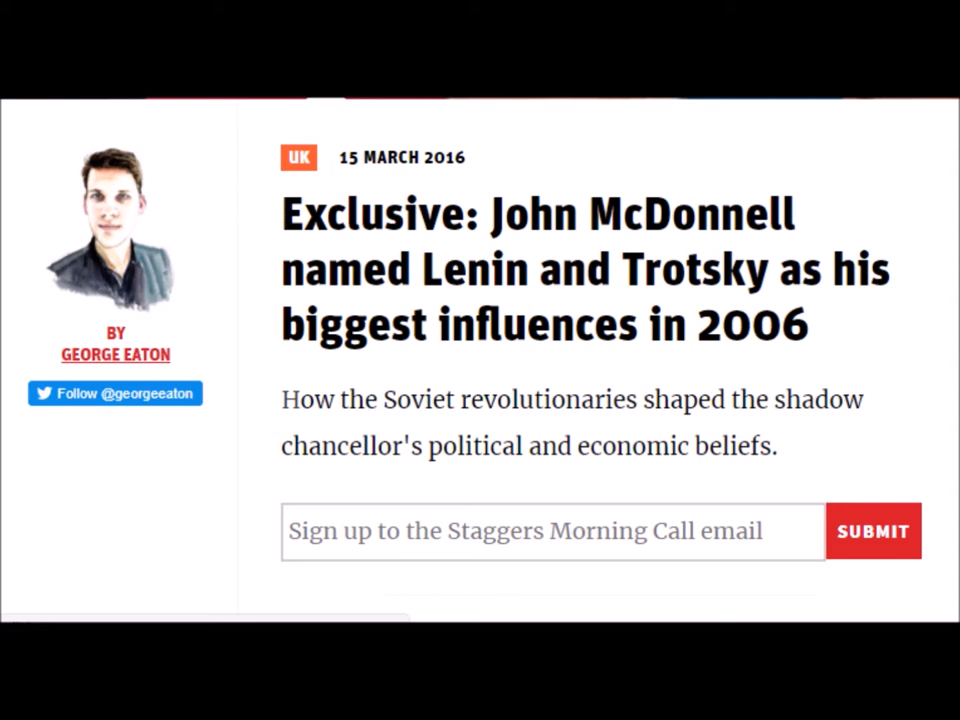 UK 15 MARCH 2016
Exclusive: John McDonnell
named Lenin and Trotsky as his
biggest influences in 2006
BY
GEORGE EATON
Follow @georgeeaton
How the Soviet revolutionaries shaped the shadow
chancellor's political and economic beliefs.
Sign up to the Staggers Morning Call email SUBMIT